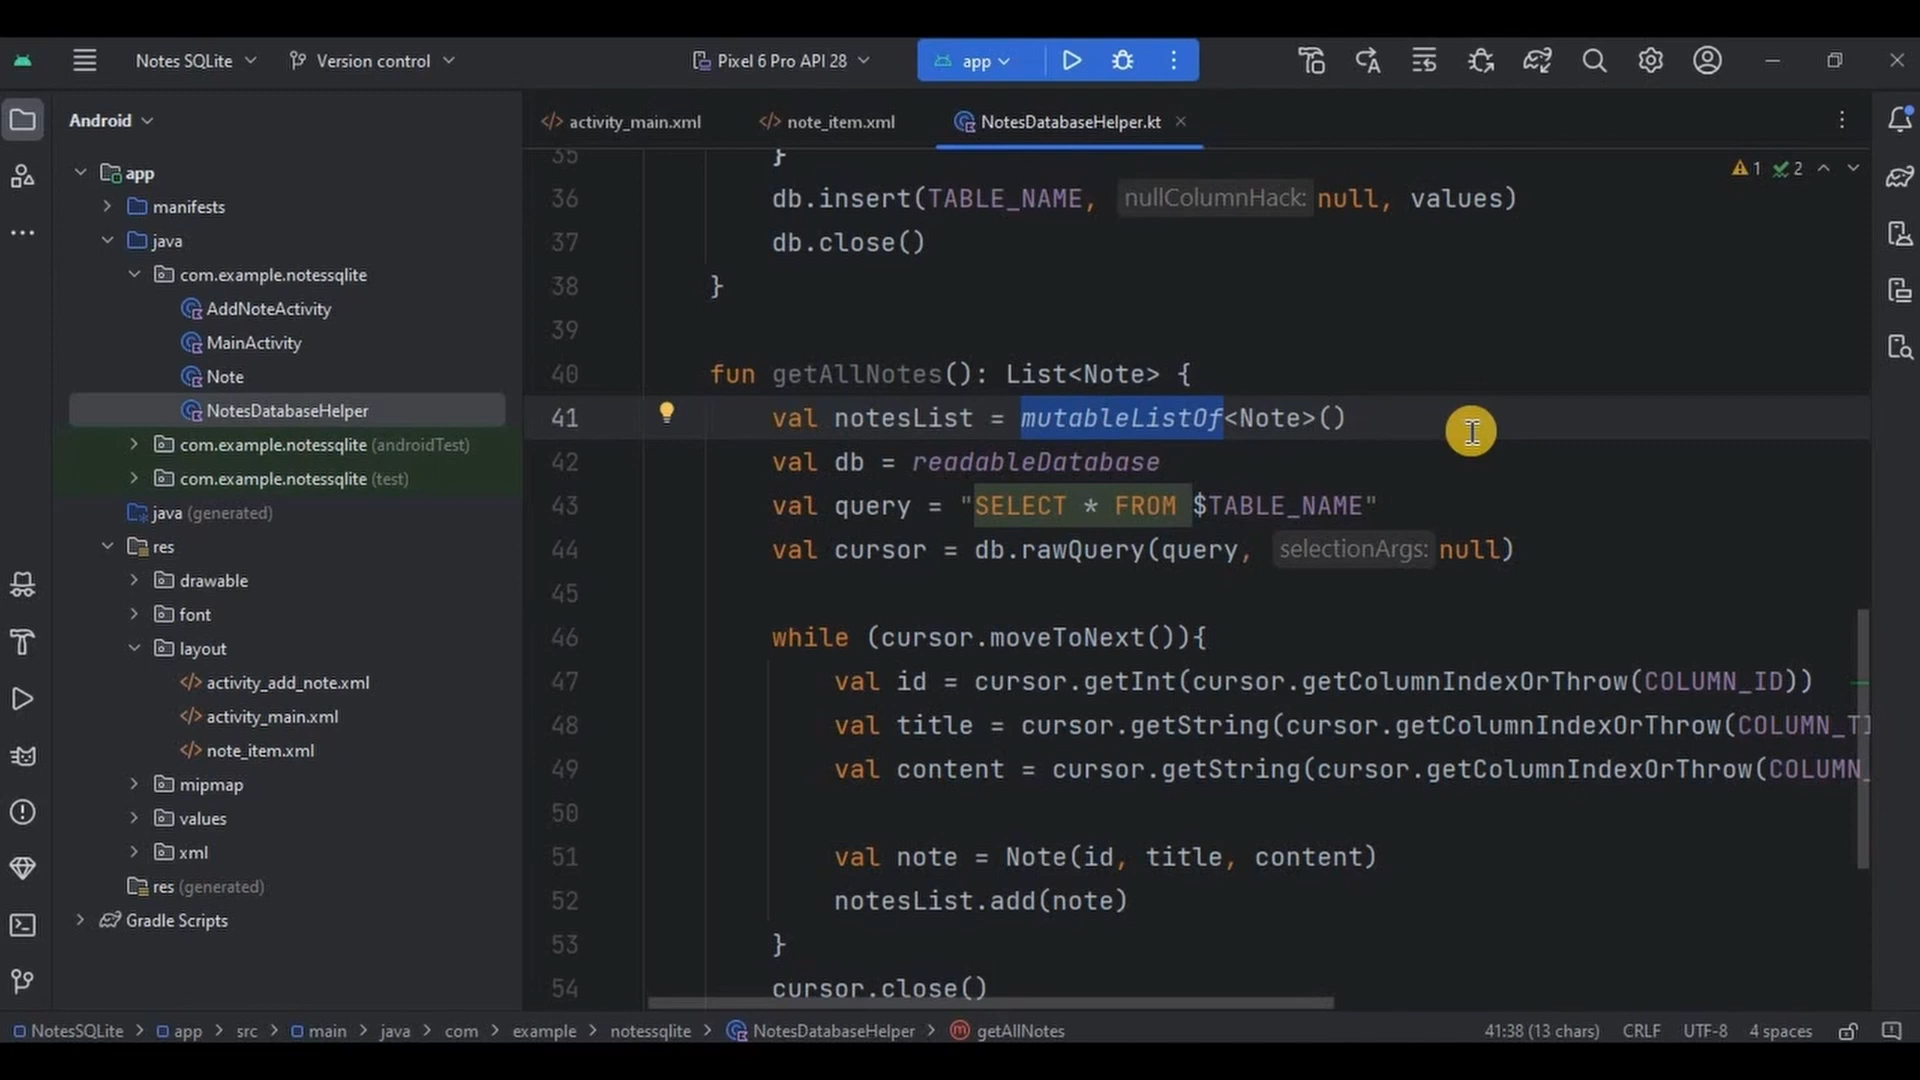 Notes SQLite
Version control
Pixel 6 Pro API 28
app
Android
activity_main.xml
note_item.xml
NotesDatabaseHelper.kt
app
manifests
java
com.example.notessqlite
AddNoteActivity
MainActivity
Note
NotesDatabaseHelper
com.example.notessqlite (androidTest)
com.example.notessqlite (test)
java (generated)
res
drawable
font
layout
activity_add_note.xml
activity_main.xml
note_item.xml
mipmap
values
xml
res (generated)
Gradle Scripts
1 2
35 }
36 db.insert(TABLE_NAME, nullColumnHack: null, values)
37 db.close()
38 }
39
40 fun getAllNotes(): List<Note> {
41 val notesList = mutableListOf<Note>()
42 val db = readableDatabase
43 val query = "SELECT * FROM $TABLE_NAME"
44 val cursor = db.rawQuery(query, selectionArgs: null)
45
46 while (cursor.moveToNext()){
47 val id = cursor.getInt(cursor.getColumnIndexOrThrow(COLUMN_ID))
48 val title = cursor.getString(cursor.getColumnIndexOrThrow(COLUMN_TI
49 val content = cursor.getString(cursor.getColumnIndexOrThrow(COLUMN_
50
51 val note = Note(id, title, content)
52 notesList.add(note)
53 }
54 cursor.close()
NotesSQLite > app > src > main > java > com > example > notessqlite > NotesDatabaseHelper > getAllNotes
41:38 (13 chars) CRLF UTF-8 4 spaces